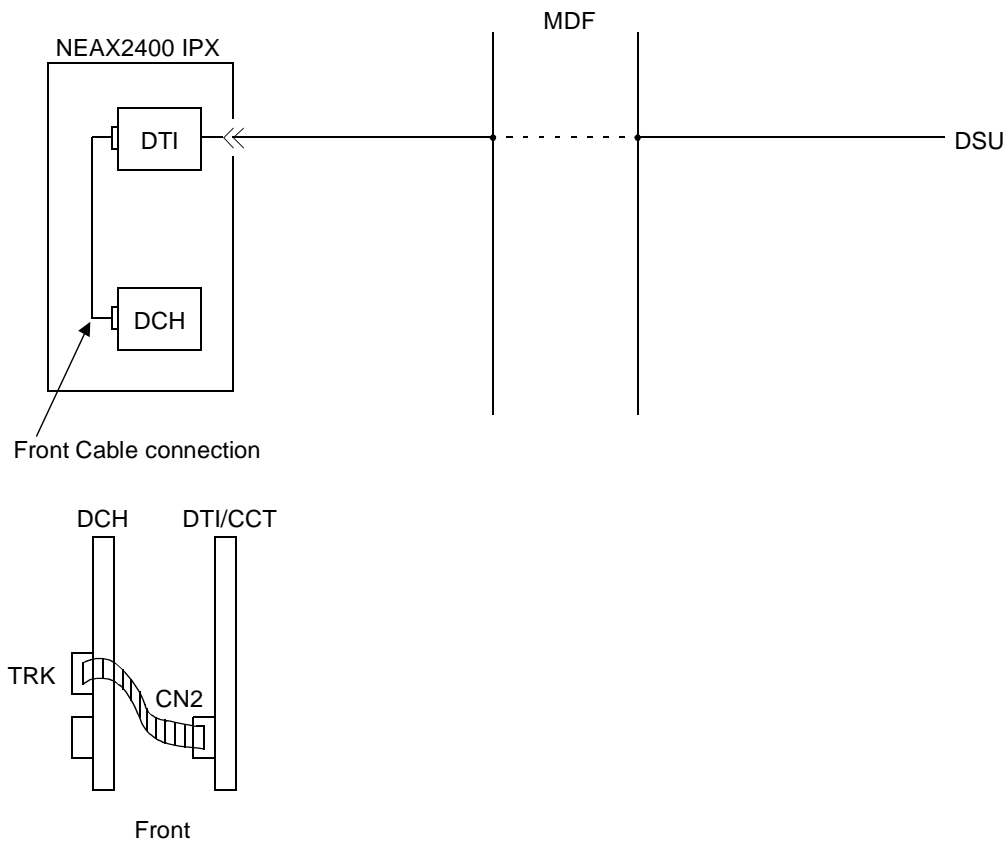 MDF
NEAX2400 IPX
DTI
DSU
DCH
Front Cable connection
DCH
DTI/CCT
TRK
CN2
Front